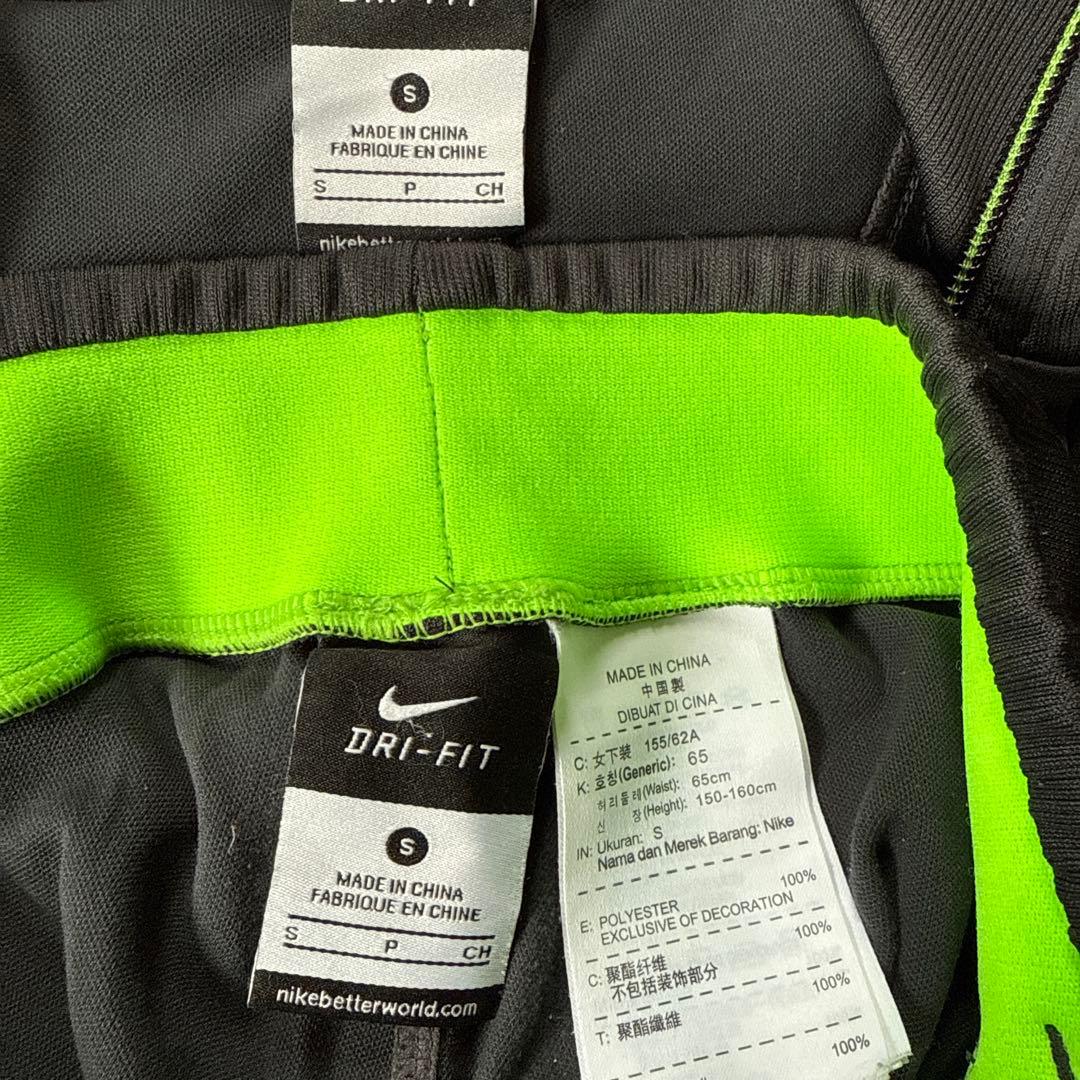 DRI-FIT
S
MADE IN CHINA
FABRIQUE EN CHINE
S P CH
DRI-FIT
S
MADE IN CHINA
FABRIQUE EN CHINE
S P CH
nikebetterworld.com
MADE IN CHINA
中国製
DIBUAT DI CINA
C: 女下装 155/62A
K: 호칭(Generic): 65
허리둘레(Waist): 65cm
신 장(Height): 150-160cm
IN: Ukuran: S
Nama dan Merek Barang: Nike
100%
E: POLYESTER
EXCLUSIVE OF DECORATION
100%
C: 聚酯纤维
不包括装饰部分
100%
T: 聚酯纖維
100%